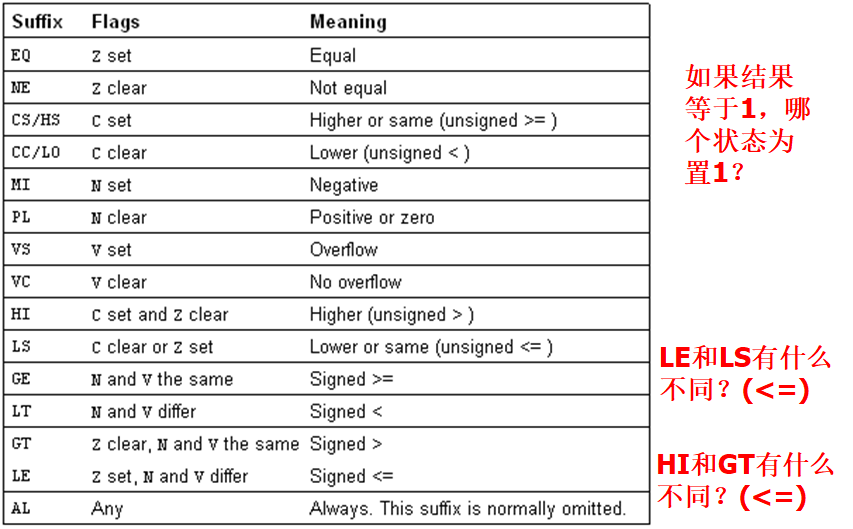 Suffix Flags Meaning
EQ Z set Equal
NE Z clear Not equal
CS/HS C set Higher or same (unsigned >= )
CC/LO C clear Lower (unsigned < )
MI N set Negative
PL N clear Positive or zero
VS V set Overflow
VC V clear No overflow
HI C set and Z clear Higher (unsigned > )
LS C clear or Z set Lower or same (unsigned <= )
GE N and V the same Signed >=
LT N and V differ Signed <
GT Z clear, N and V the same Signed >
LE Z set, N and V differ Signed <=
AL Any Always. This suffix is normally omitted.
如果结果
等于1，哪
个状态为
置1？
LE和LS有什么
不同？(<=)
HI和GT有什么
不同？(<=)